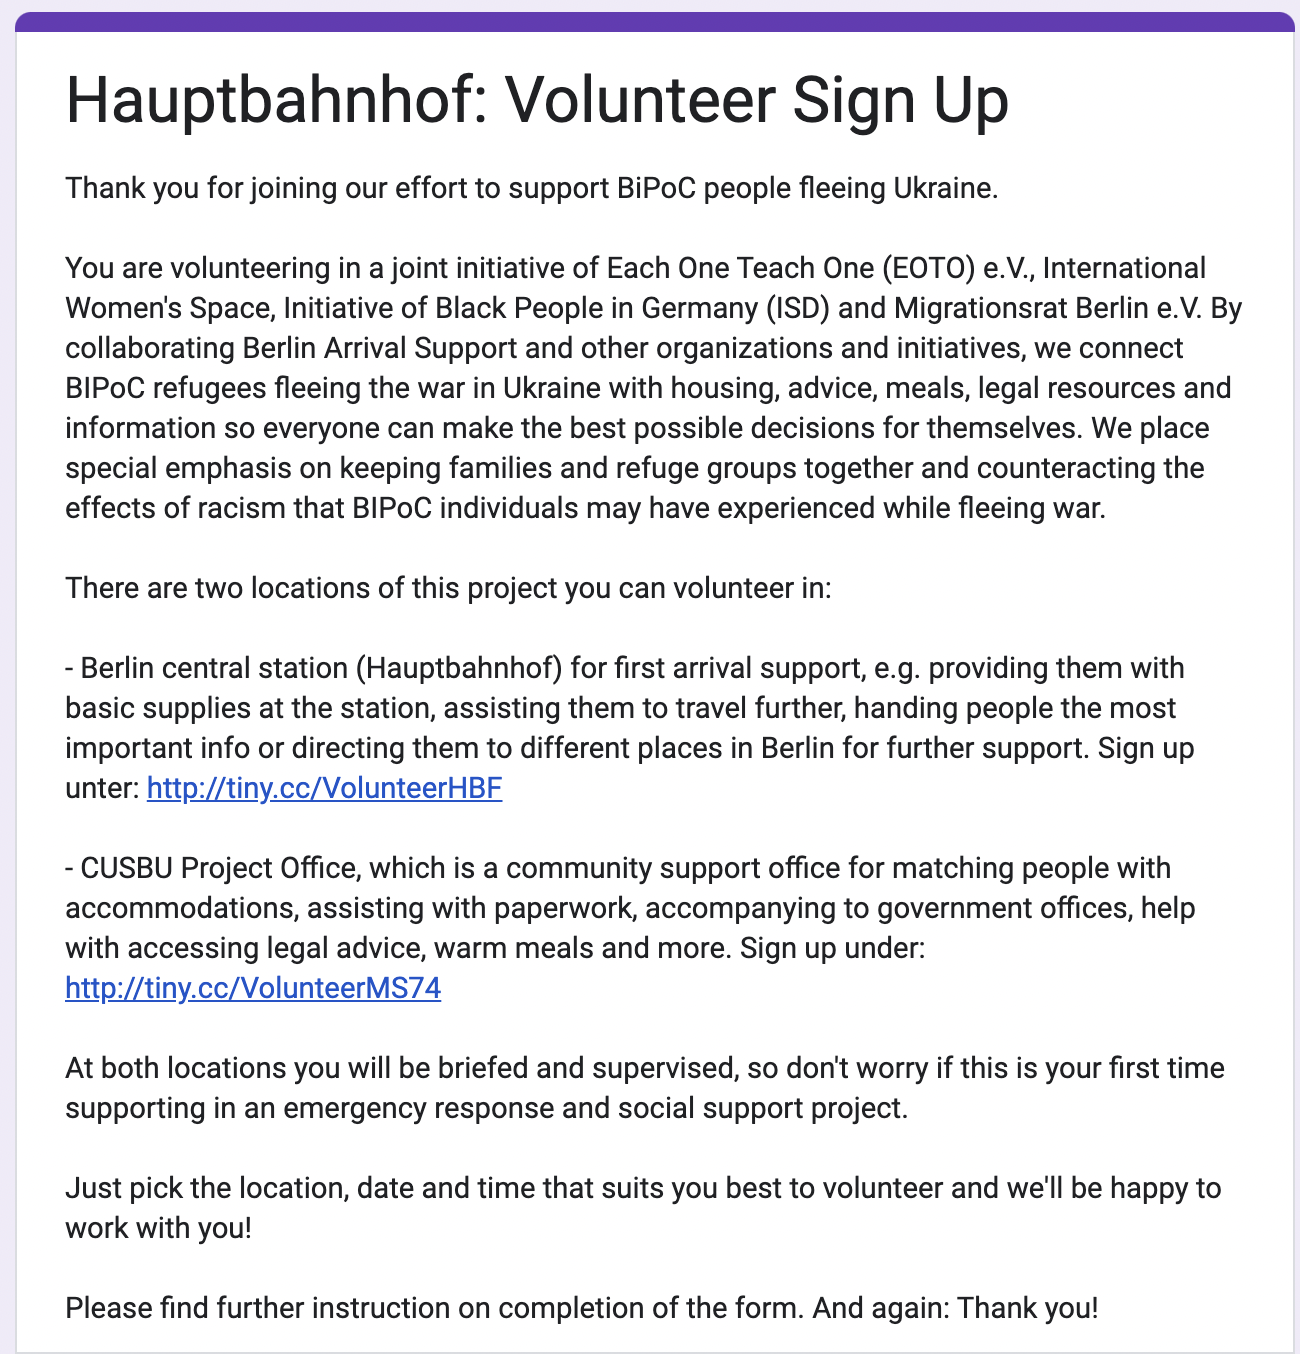 Hauptbahnhof: Volunteer Sign Up
Thank you for joining our effort to support BiPoC people fleeing Ukraine.
You are volunteering in a joint initiative of Each One Teach One (EOTO) e.V., International
Women's Space, Initiative of Black People in Germany (ISD) and Migrationsrat Berlin e.V. By
collaborating Berlin Arrival Support and other organizations and initiatives, we connect
BIPoC refugees fleeing the war in Ukraine with housing, advice, meals, legal resources and
information so everyone can make the best possible decisions for themselves. We place
special emphasis on keeping families and refuge groups together and counteracting the
effects of racism that BIPoC individuals may have experienced while fleeing war.
There are two locations of this project you can volunteer in:
- Berlin central station (Hauptbahnhof) for first arrival support, e.g. providing them with
basic supplies at the station, assisting them to travel further, handing people the most
important info or directing them to different places in Berlin for further support. Sign up
unter: http://tiny.cc/VolunteerHBF
- CUSBU Project Office, which is a community support office for matching people with
accommodations, assisting with paperwork, accompanying to government offices, help
with accessing legal advice, warm meals and more. Sign up under:
http://tiny.cc/VolunteerMS74
At both locations you will be briefed and supervised, so don't worry if this is your first time
supporting in an emergency response and social support project.
Just pick the location, date and time that suits you best to volunteer and we'll be happy to
work with you!
Please find further instruction on completion of the form. And again: Thank you!